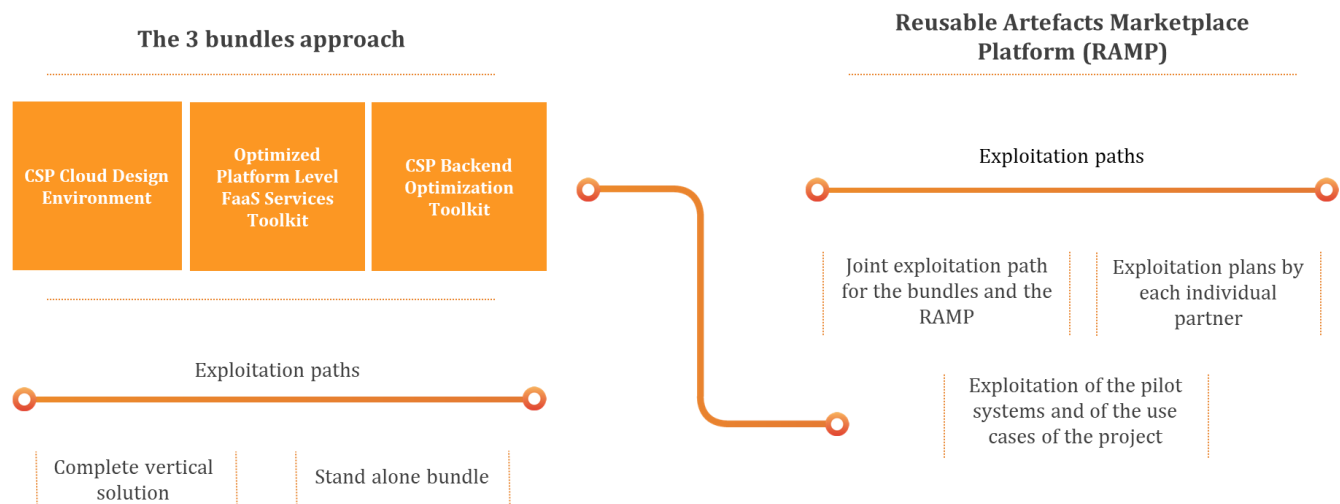 The 3 bundles approach
CSP Cloud Design
Environment
Optimized
Platform Level
FaaS Services
Toolkit
CSP Backend
Optimization
Toolkit
Exploitation paths
Complete vertical
solution
Stand alone bundle
Reusable Artefacts Marketplace
Platform (RAMP)
Exploitation paths
Joint exploitation path
for the bundles and the
RAMP
Exploitation plans by
each individual
partner
Exploitation of the pilot
systems and of the use
cases of the project